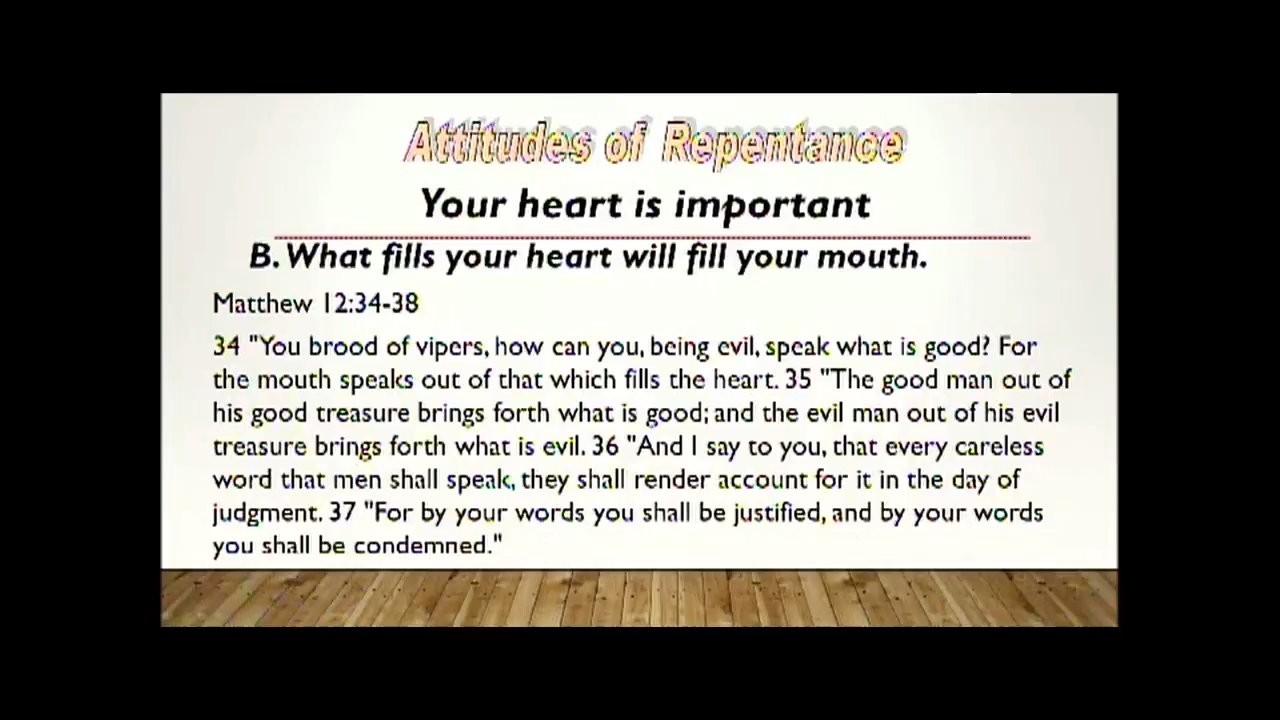 Attitudes of Repentance
Your heart is important
B. What fills your heart will fill your mouth.
Matthew 12:34-38
34 "You brood of vipers, how can you, being evil, speak what is good? For
the mouth speaks out of that which fills the heart. 35 "The good man out of
his good treasure brings forth what is good; and the evil man out of his evil
treasure brings forth what is evil. 36 "And I say to you, that every careless
word that men shall speak, they shall render account for it in the day of
judgment. 37 "For by your words you shall be justified, and by your words
you shall be condemned."